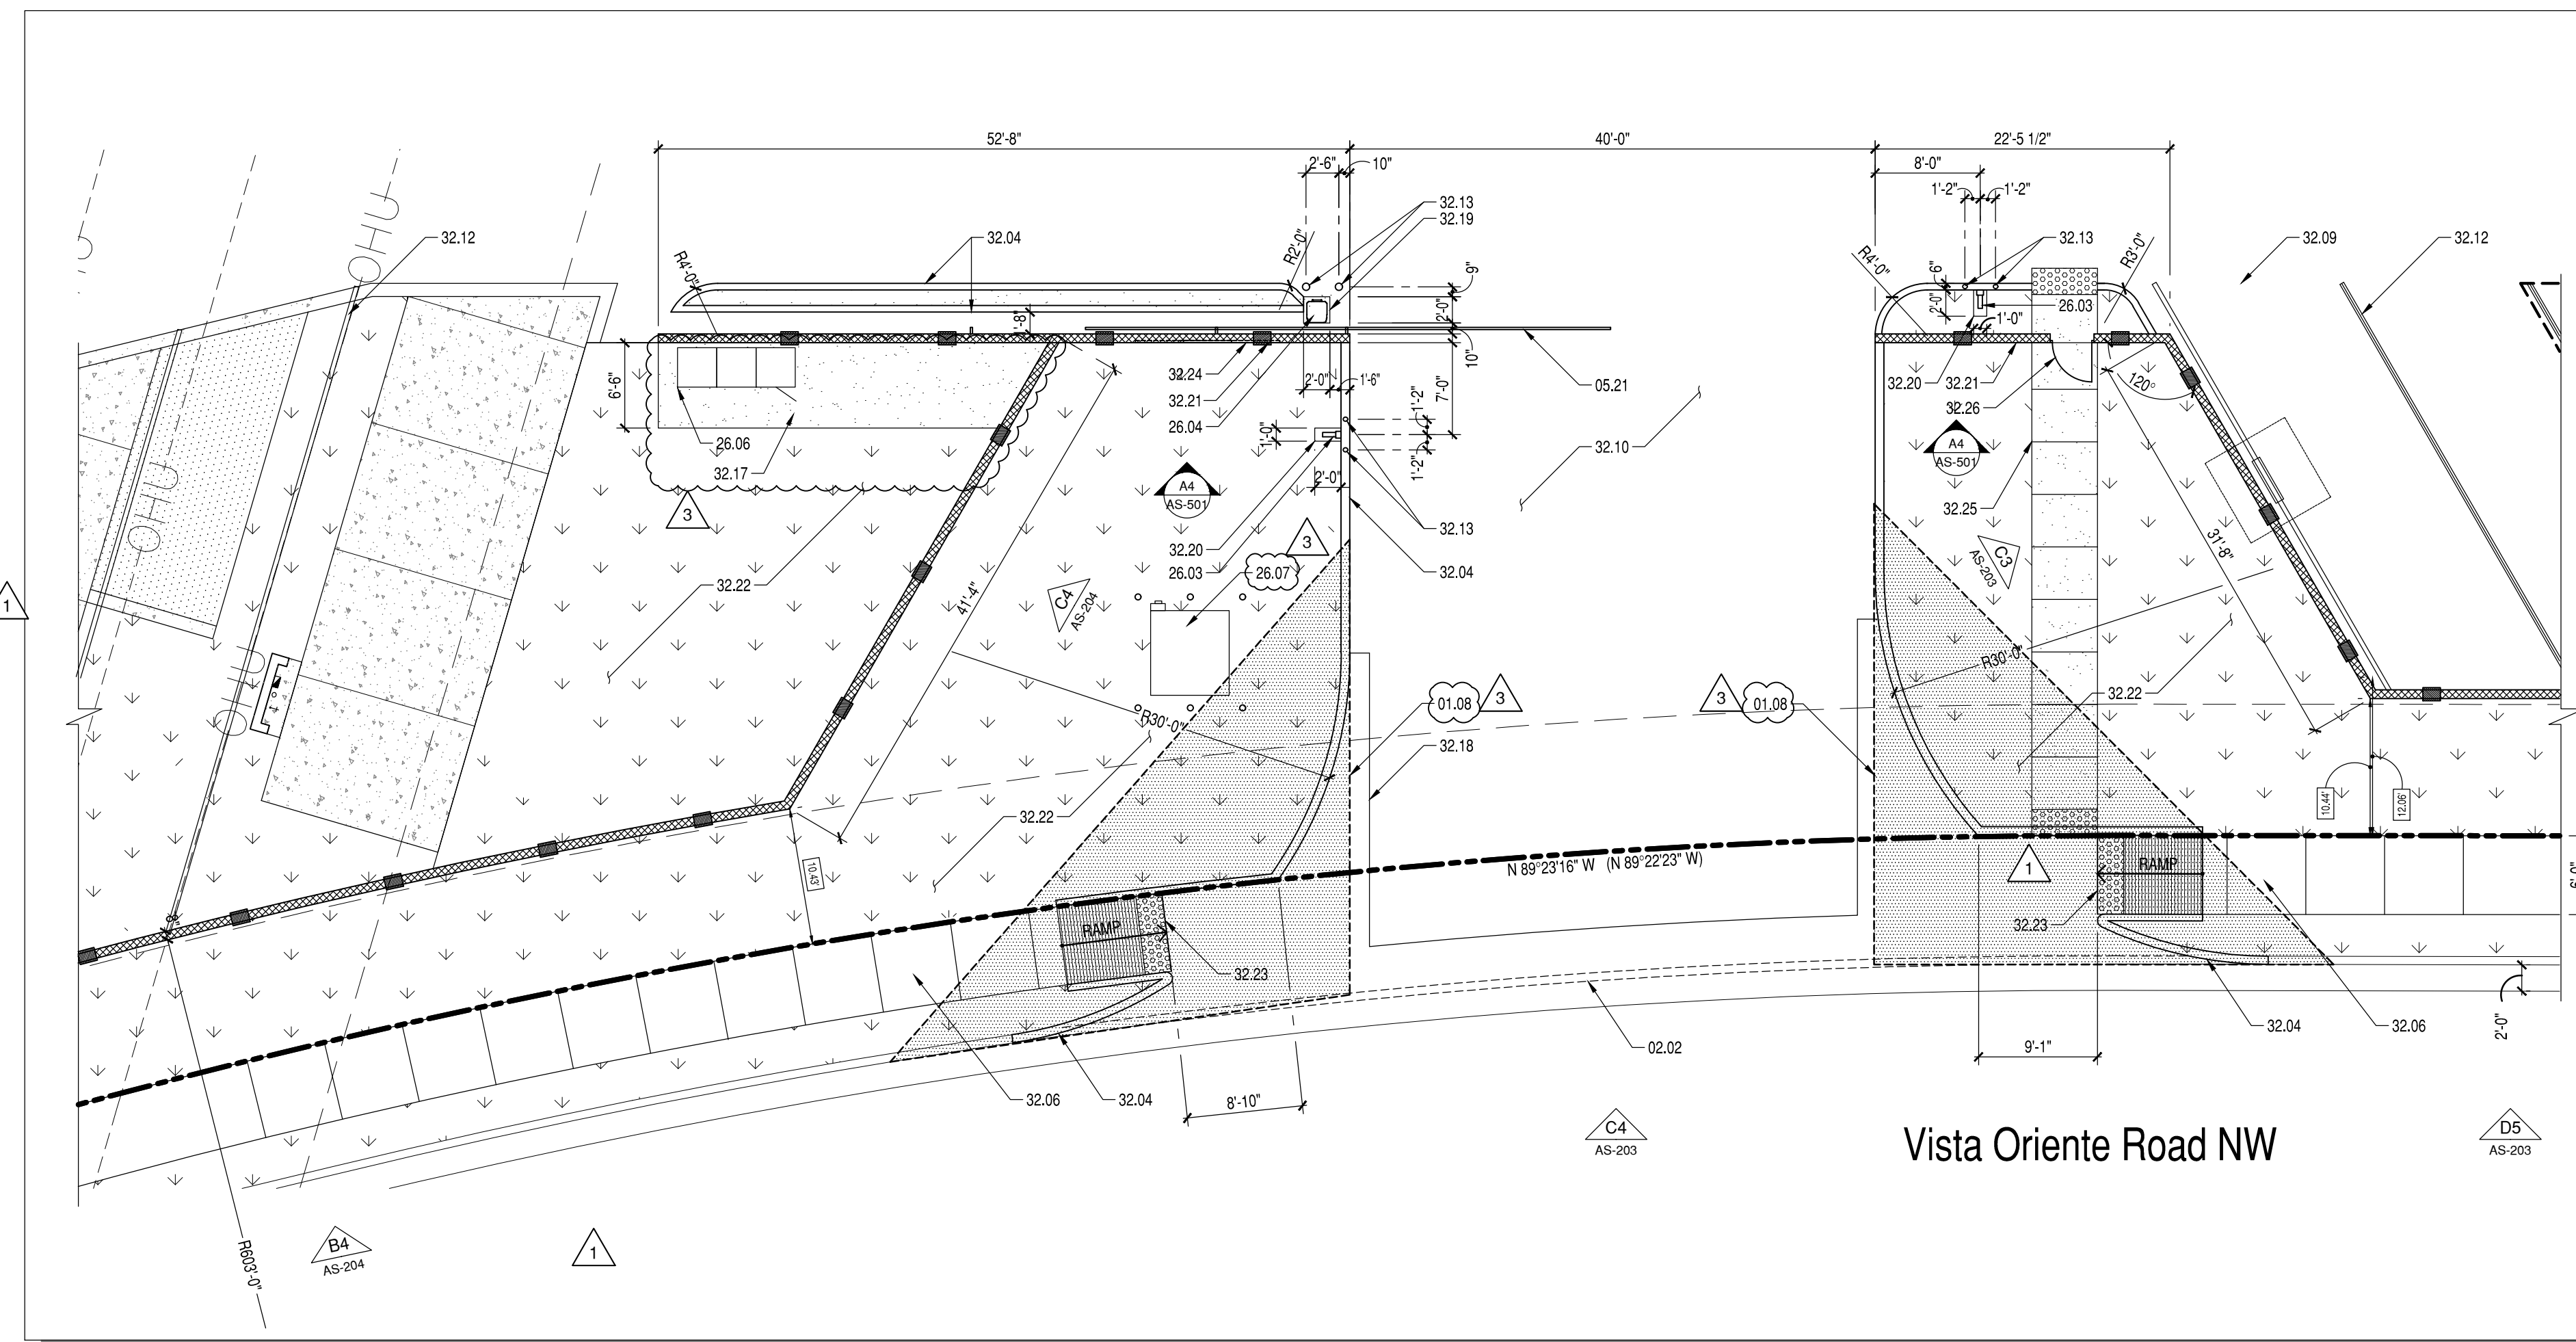 52'-8"
40'-0"
22'-5 1/2"
2'-6"
10"
8'-0"
1'-2"
1'-2"
32.13
32.19
OHU
32.12
32.04
R4'-0"
R2'-0"
9"
2'-0"
10"
R4'-0"
6"
2'-0"
32.13
R3'-0"
32.09
32.12
26.03
1'-0"
1'-8"
6'-6"
32.24
32.21
26.04
2'-0"
1'-6"
7'-0"
1'-2"
1'-2"
05.21
32.20
32.21
32.26
120°
26.06
32.17
1'-0"
2'-0"
32.10
A4
AS-501
A4
AS-501
32.25
3
OHU
32.13
32.20
3
26.03
26.07
32.04
C3
AS-203
31'-8"
1
32.22
41'-4"
C4
AS-204
OHU
R30'-0"
R30'-0"
01.08
3
3
01.08
32.22
32.18
10.44'
12.06'
32.22
10.43'
N 89°23'16" W (N 89°22'23" W)
1
RAMP
RAMP
8"
32.23
32.23
6'-0"
02.02
32.04
32.06
2'-0"
9'-1"
32.06
32.04
8'-10"
C4
AS-203
Vista Oriente Road NW
D5
AS-203
B4
AS-204
1
R603'-0"